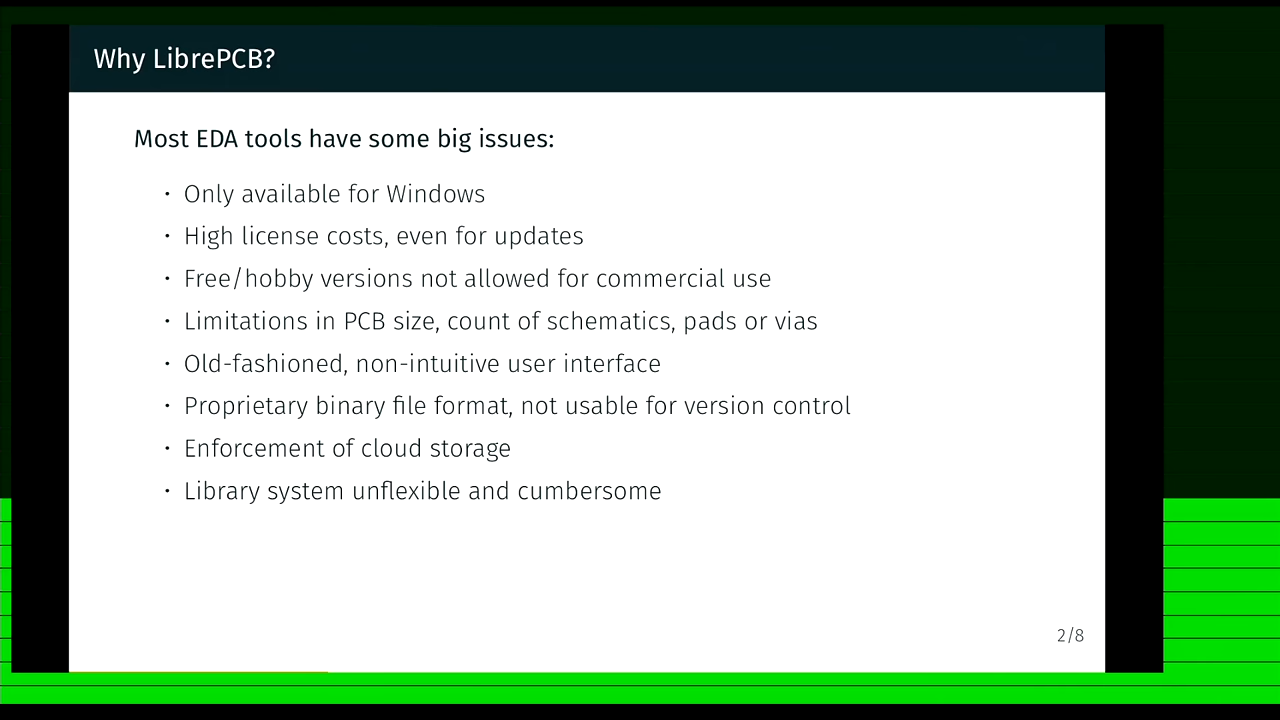 Why LibrePCB?
Most EDA tools have some big issues:
• Only available for Windows
• High license costs, even for updates
• Free/hobby versions not allowed for commercial use
• Limitations in PCB size, count of schematics, pads or vias
• Old-fashioned, non-intuitive user interface
• Proprietary binary file format, not usable for version control
• Enforcement of cloud storage
• Library system unflexible and cumbersome
2/8